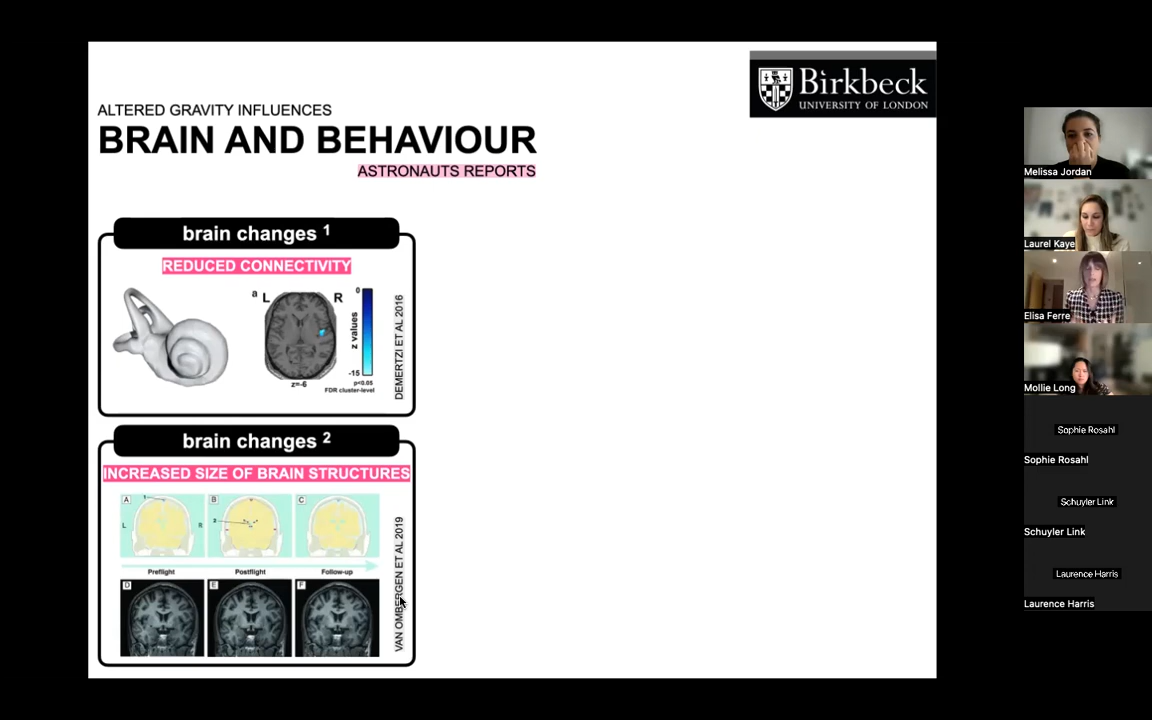 Birkbeck
UNIVERSITY OF LONDON
ALTERED GRAVITY INFLUENCES
BRAIN AND BEHAVIOUR
ASTRONAUTS REPORTS
brain changes 1
REDUCED CONNECTIVITY
a
L
R
0
z values
-15
z=-6
p<0.05
FDR cluster-level
DEMERTZI ET AL 2016
brain changes 2
INCREASED SIZE OF BRAIN STRUCTURES
A
1
B
C
L
R
2
Preflight
Postflight
Follow-up
D
E
F
VAN OMBERGEN ET AL 2019
Melissa Jordan
Laurel Kaye
Elisa Ferre
Mollie Long
Sophie Rosahl
Sophie Rosahl
Schuyler Link
Schuyler Link
Laurence Harris
Laurence Harris